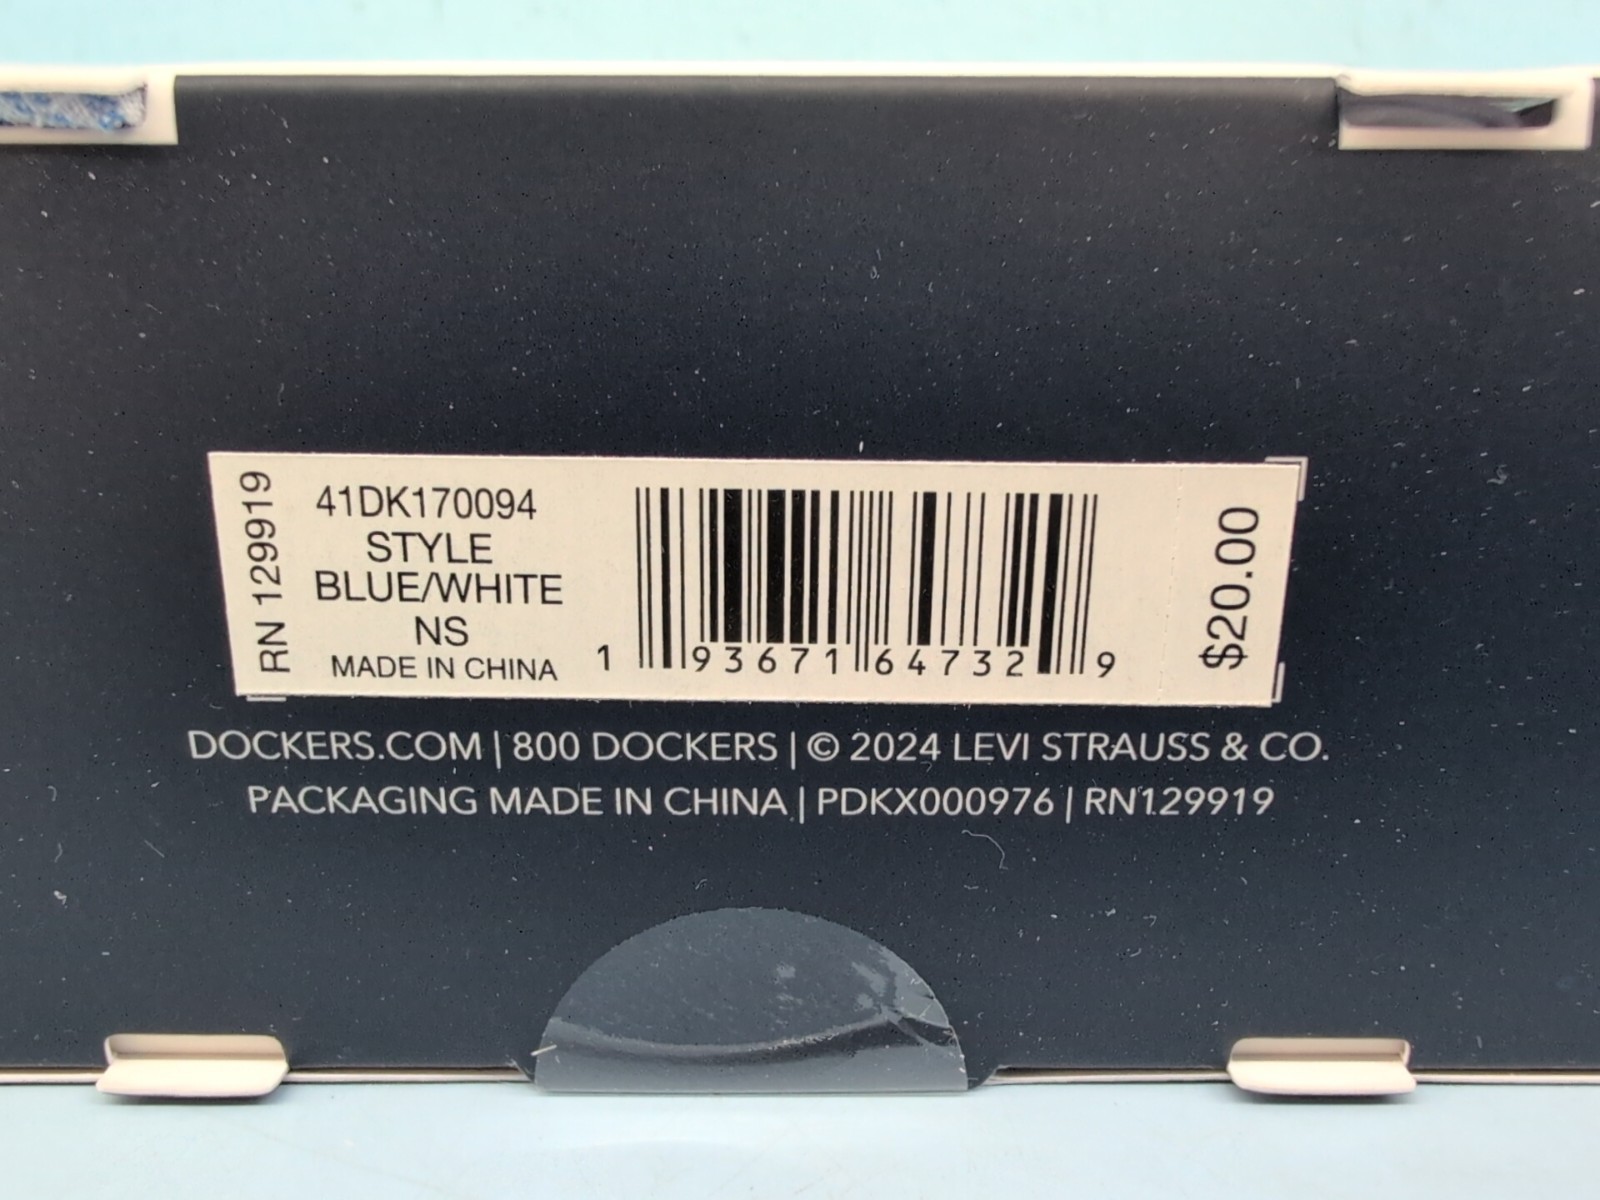 RN 129919
41DK170094
STYLE
BLUE/WHITE
NS
MADE IN CHINA
1 93671 64732 9
$20.00
DOCKERS.COM | 800 DOCKERS | © 2024 LEVI STRAUSS & CO.
PACKAGING MADE IN CHINA | PDKX000976 | RN129919